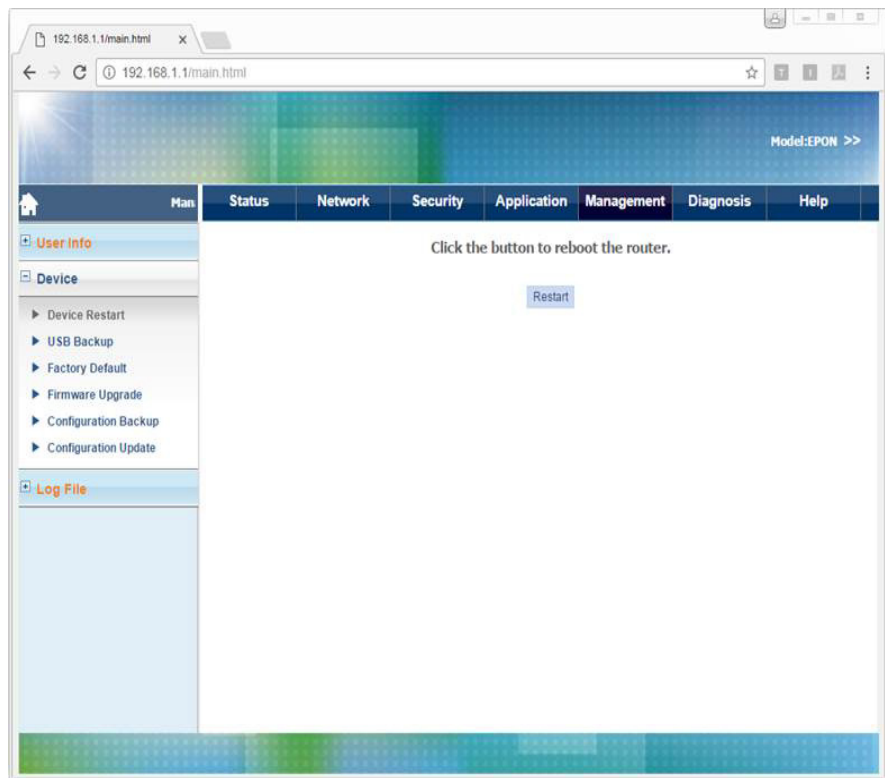 192.168.1.1/main.html
192.168.1.1/main.html
Model:EPON >>
Man Status Network Security Application Management Diagnosis Help
User Info
Device
Device Restart
USB Backup
Factory Default
Firmware Upgrade
Configuration Backup
Configuration Update
Log File
Click the button to reboot the router.
Restart